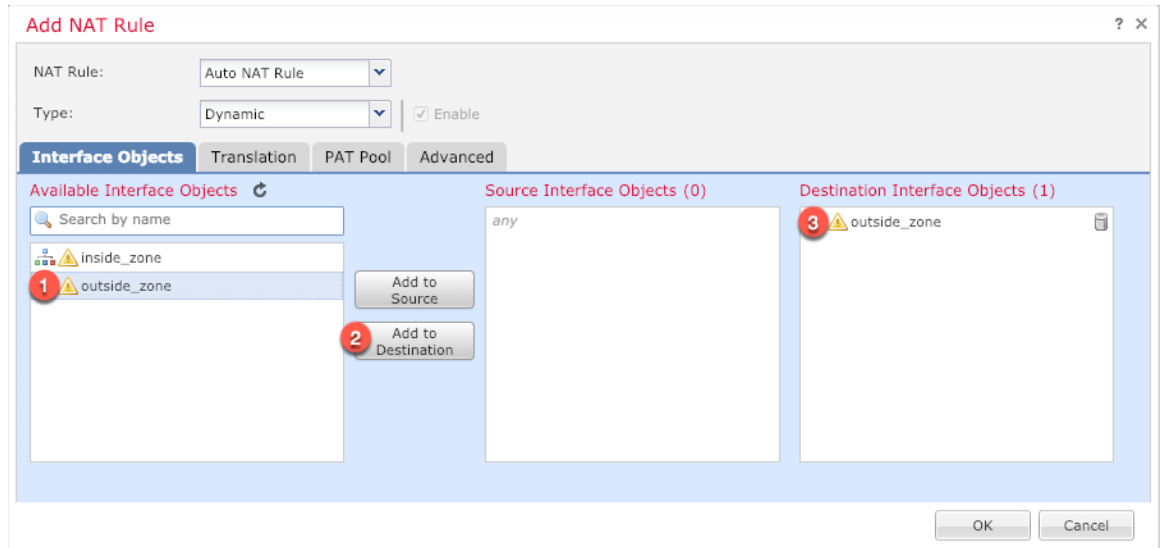 Add NAT Rule
? ×
NAT Rule:
Auto NAT Rule
Type:
Dynamic
Enable
Interface Objects
Translation
PAT Pool
Advanced
Available Interface Objects
Search by name
inside_zone
1
outside_zone
Add to
Source
2
Add to
Destination
Source Interface Objects (0)
any
Destination Interface Objects (1)
3
outside_zone
OK
Cancel